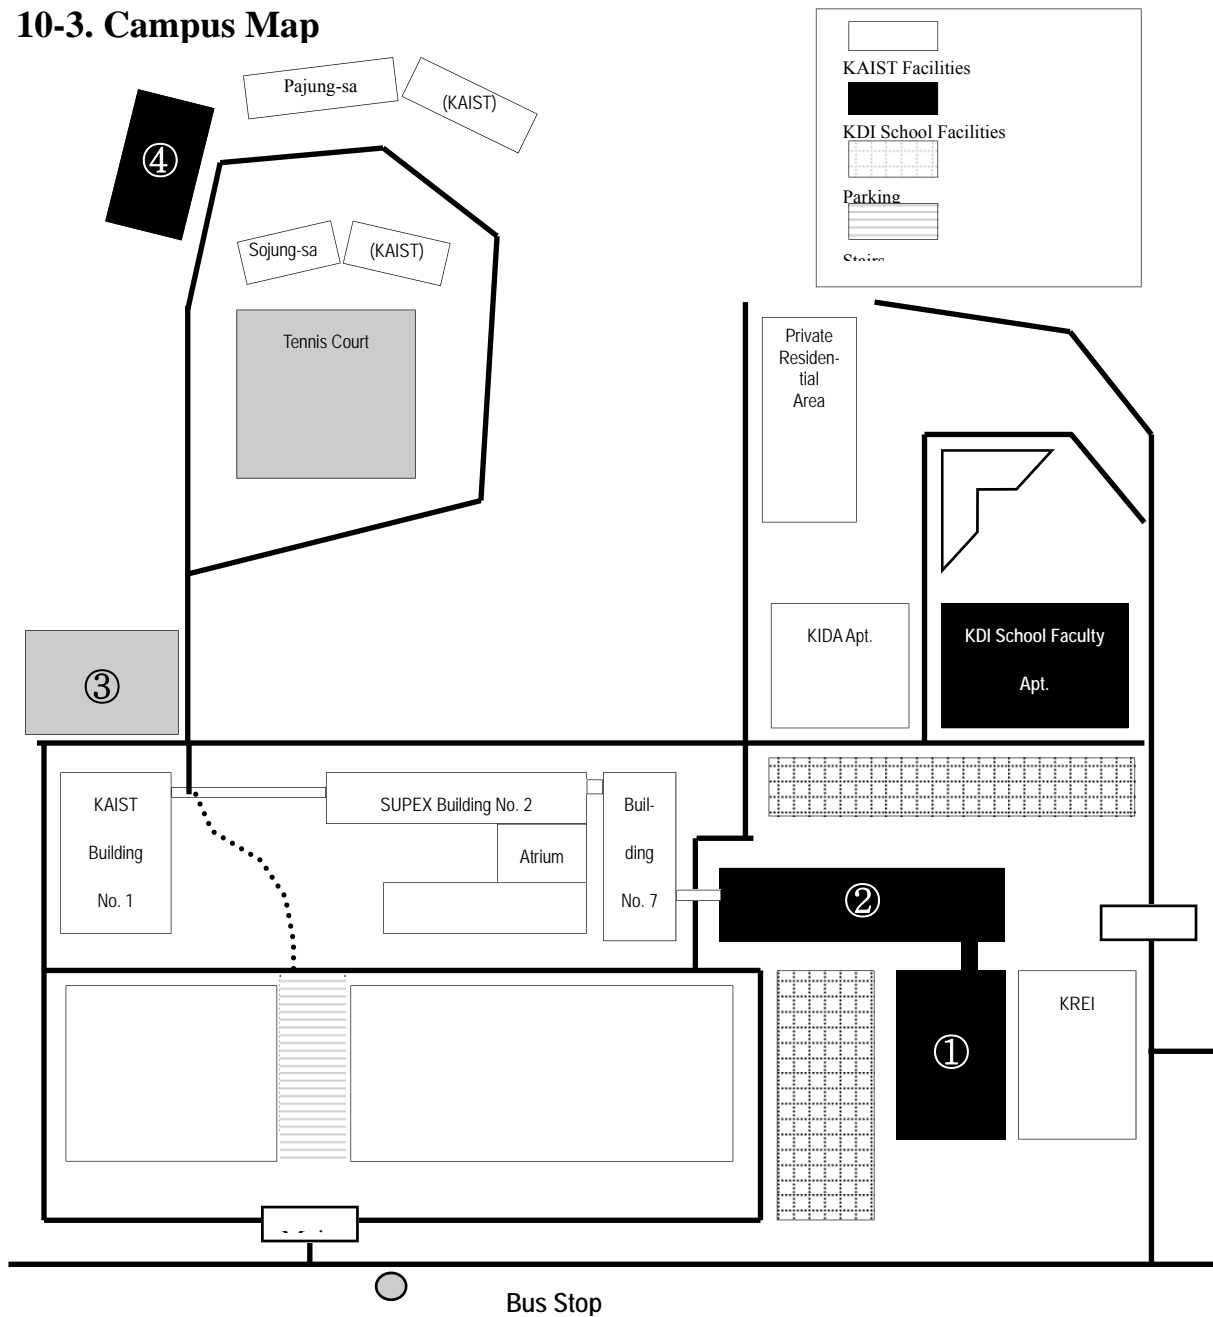 10-3. Campus Map
KAIST Facilities
KDI School Facilities
Parking
Stairs
Pajung-sa
(KAIST)
④
Sojung-sa
(KAIST)
Tennis Court
Private
Residen-
tial
Area
KIDA Apt.
KDI School Faculty
Apt.
③
KAIST
Building
No. 1
SUPEX Building No. 2
Atrium
Buil-
ding
No. 7
②
①
KREI
Bus Stop